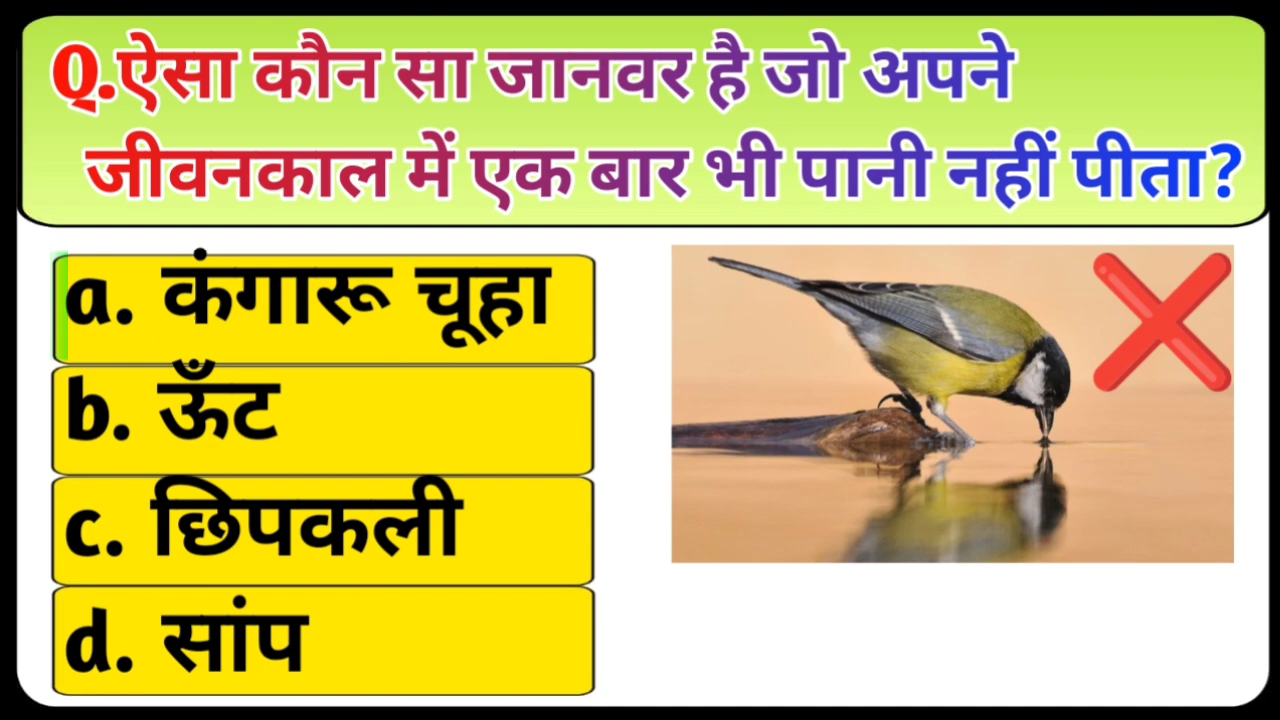 Q.ऐसा कौन सा जानवर है जो अपने
जीवनकाल में एक बार भी पानी नहीं पीता?
a. कंगारू चूहा
b. ऊँट
c. छिपकली
d. सांप